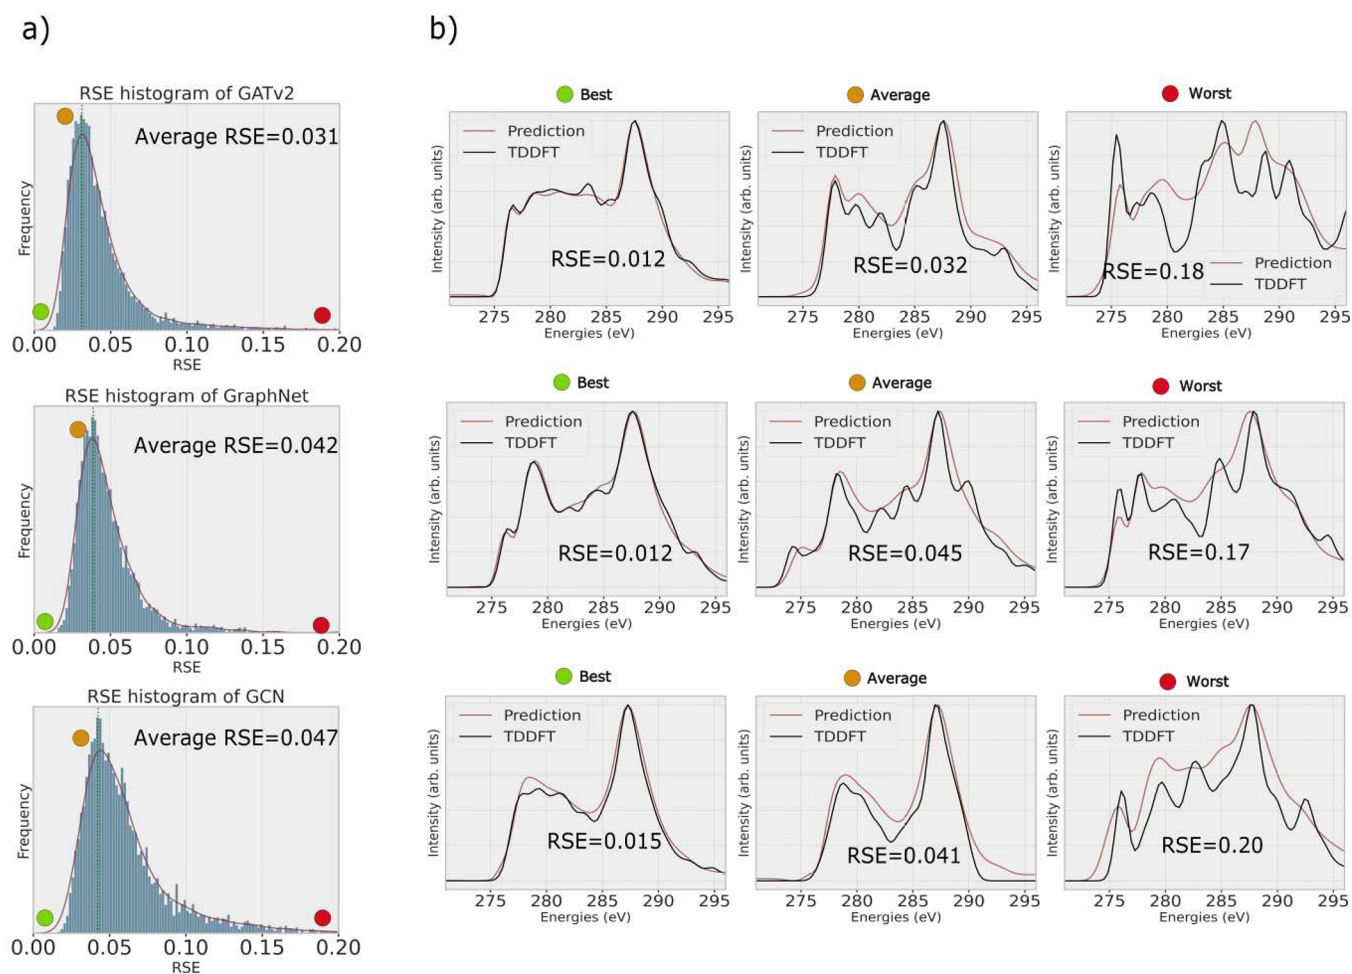 a)
RSE histogram of GATv2
Average RSE=0.031
Frequency
0.00 0.05 0.10 0.15 0.20
RSE
RSE histogram of GraphNet
Average RSE=0.042
Frequency
0.00 0.05 0.10 0.15 0.20
RSE
RSE histogram of GCN
Average RSE=0.047
Frequency
0.00 0.05 0.10 0.15 0.20
RSE
b)
Best
Prediction
TDDFT
RSE=0.012
Intensity (arb. units)
275 280 285 290 295
Energies (eV)
Average
Prediction
TDDFT
RSE=0.032
Intensity (arb. units)
275 280 285 290 295
Energies (eV)
Worst
RSE=0.18
Prediction
TDDFT
Intensity (arb. units)
275 280 285 290 295
Energies (eV)
Best
Prediction
TDDFT
RSE=0.012
Intensity (arb. units)
275 280 285 290 295
Energies (eV)
Average
Prediction
TDDFT
RSE=0.045
Intensity (arb. units)
275 280 285 290 295
Energies (eV)
Worst
Prediction
TDDFT
RSE=0.17
Intensity (arb. units)
275 280 285 290 295
Energies (eV)
Best
Prediction
TDDFT
RSE=0.015
Intensity (arb. units)
275 280 285 290 295
Energies (eV)
Average
Prediction
TDDFT
RSE=0.041
Intensity (arb. units)
275 280 285 290 295
Energies (eV)
Worst
Prediction
TDDFT
RSE=0.20
Intensity (arb. units)
275 280 285 290 295
Energies (eV)